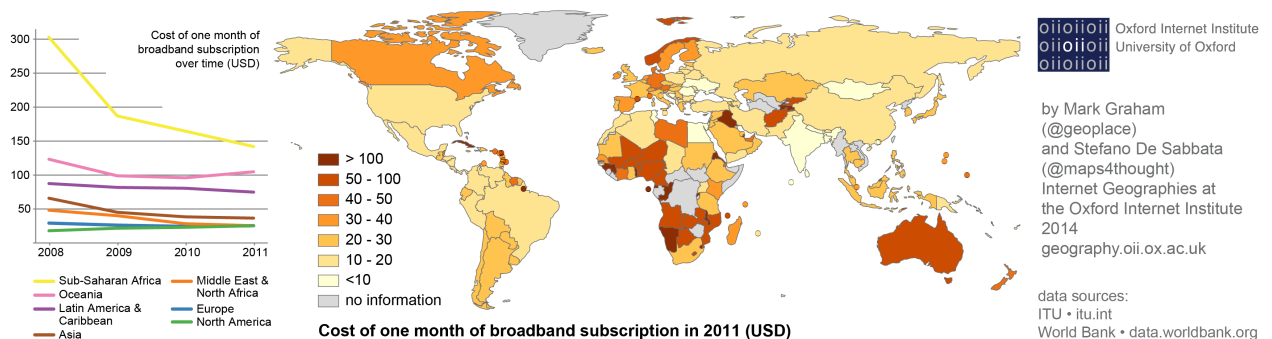 Cost of one month of
broadband subscription
over time (USD)
300
250
200
150
100
50
2008
2009
2010
2011
Sub-Saharan Africa
Oceania
Latin America &
Caribbean
Asia
Middle East &
North Africa
Europe
North America
> 100
50 - 100
40 - 50
30 - 40
20 - 30
10 - 20
<10
no information
Cost of one month of broadband subscription in 2011 (USD)
oiioiioii
oiioiioii
oiioiioii
Oxford Internet Institute
University of Oxford
by Mark Graham
(@geoplace)
and Stefano De Sabbata
(@maps4thought)
Internet Geographies at
the Oxford Internet Institute
2014
geography.oii.ox.ac.uk
data sources:
ITU • itu.int
World Bank • data.worldbank.org